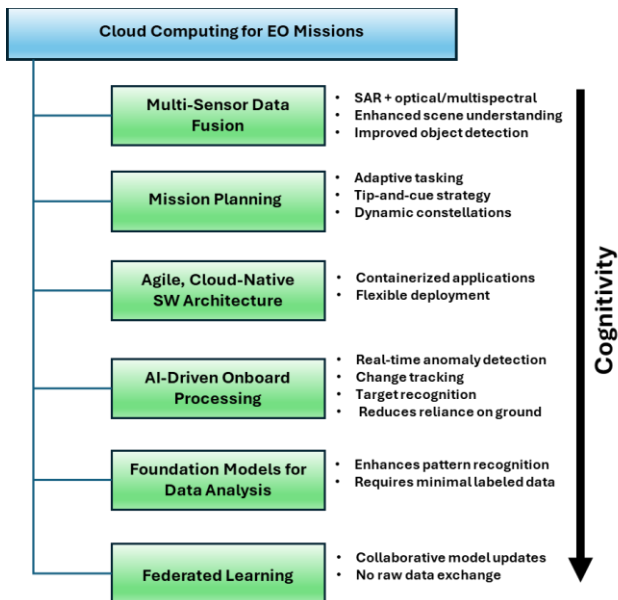 Cloud Computing for EO Missions
Multi-Sensor Data
Fusion
• SAR + optical/multispectral
• Enhanced scene understanding
• Improved object detection
Mission Planning
• Adaptive tasking
• Tip-and-cue strategy
• Dynamic constellations
Agile, Cloud-Native
SW Architecture
• Containerized applications
• Flexible deployment
AI-Driven Onboard
Processing
• Real-time anomaly detection
• Change tracking
• Target recognition
• Reduces reliance on ground
Foundation Models for
Data Analysis
• Enhances pattern recognition
• Requires minimal labeled data
Federated Learning
• Collaborative model updates
• No raw data exchange
Cognitivity